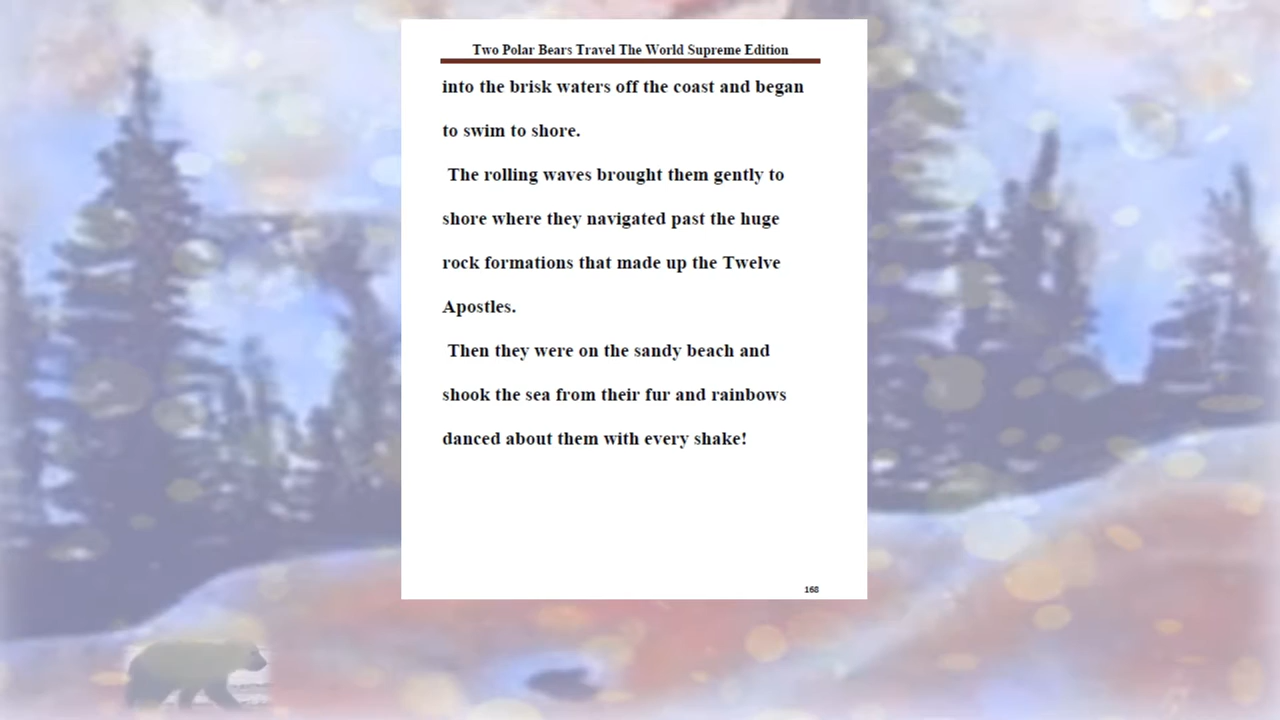 Two Polar Bears Travel The World Supreme Edition
into the brisk waters off the coast and began
to swim to shore.
The rolling waves brought them gently to
shore where they navigated past the huge
rock formations that made up the Twelve
Apostles.
Then they were on the sandy beach and
shook the sea from their fur and rainbows
danced about them with every shake!
168